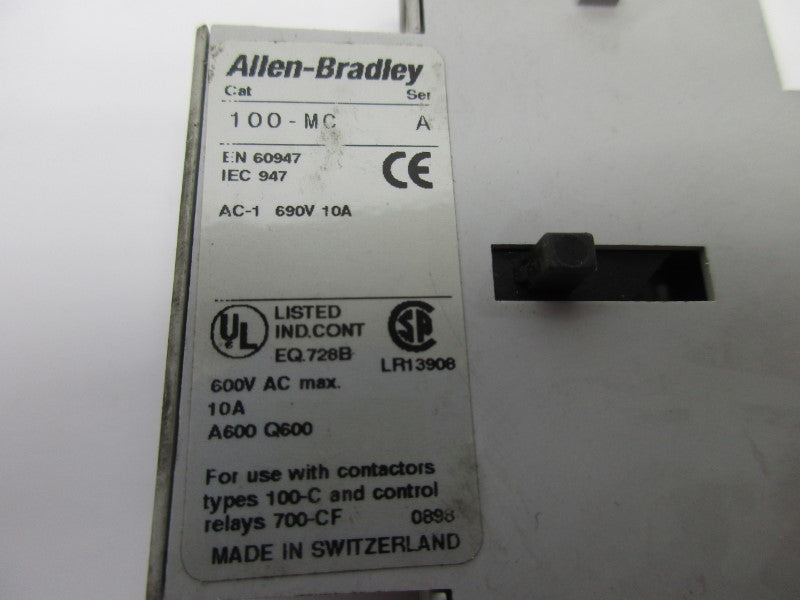 Allen-Bradley
Cat Ser
100-MC A
EN 60947
IEC 947
CE
AC-1 690V 10A
UL
LISTED
IND.CONT
EQ.728B
SP
LR13908
600V AC max.
10A
A600 Q600
For use with contactors
types 100-C and control
relays 700-CF 0898
MADE IN SWITZERLAND